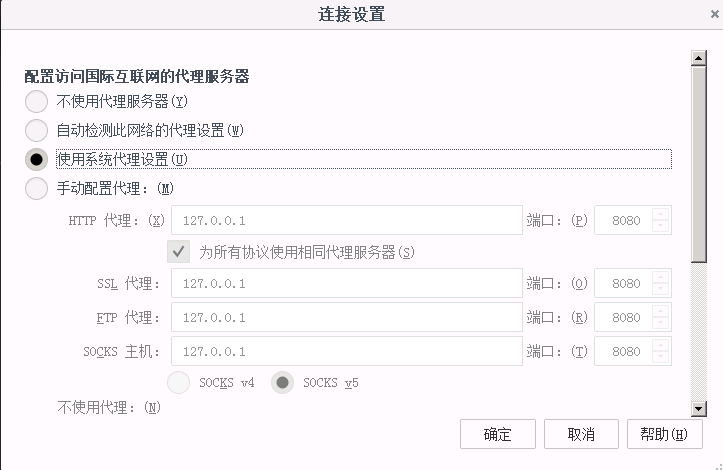 连接设置
配置访问国际互联网的代理服务器
不使用代理服务器(Y)
自动检测此网络的代理设置(W)
使用系统代理设置(U)
手动配置代理：(M)
HTTP 代理：(X) 127.0.0.1 端口：(P) 8080
为所有协议使用相同代理服务器(S)
SSL 代理： 127.0.0.1 端口：(O) 8080
FTP 代理： 127.0.0.1 端口：(R) 8080
SOCKS 主机： 127.0.0.1 端口：(T) 8080
SOCKS v4 SOCKS v5
不使用代理：(N)
确定 取消 帮助(H)